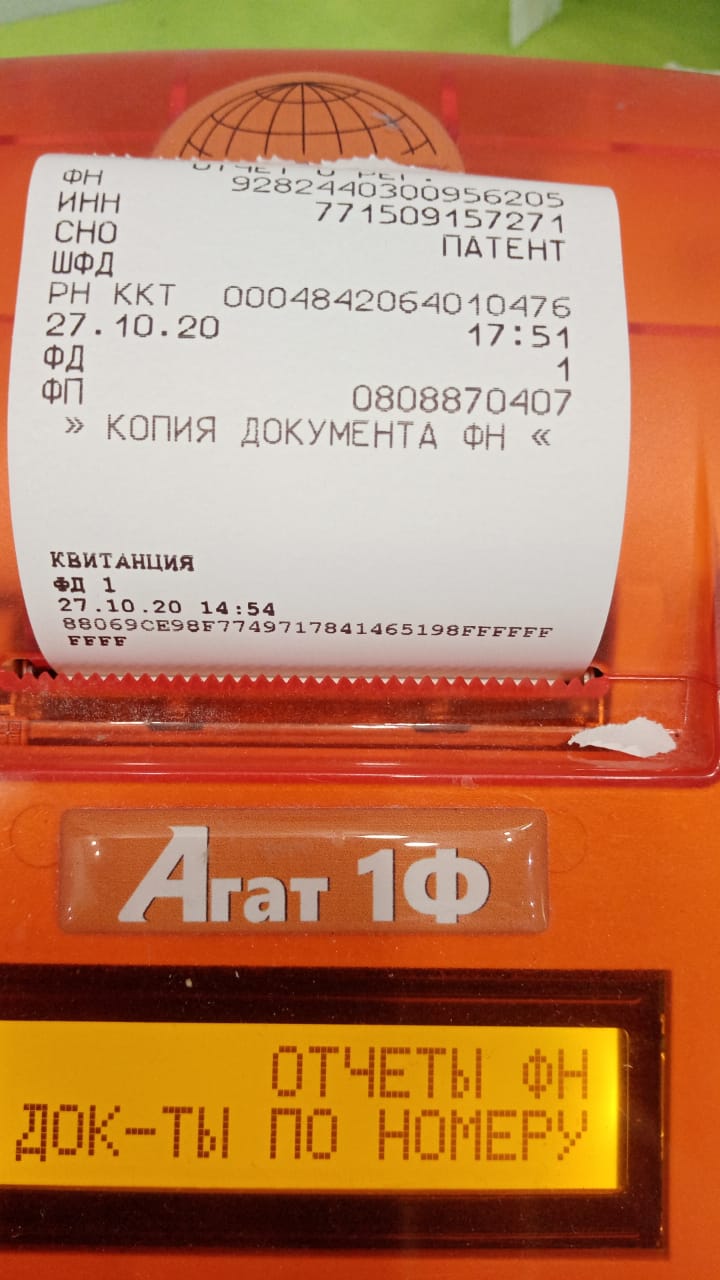 ОТЧЕТ О РЕГ.
ФН 9282440300956205
ИНН 771509157271
СНО ПАТЕНТ
ШФД
РН ККТ 0004842064010476
27.10.20 17:51
ФД 1
ФП 0808870407
» КОПИЯ ДОКУМЕНТА ФН «
КВИТАНЦИЯ
ФД 1
27.10.20 14:54
88069CE98F7749717841465198FFFFFF
FFFF
Агат 1Ф
ОТЧЕТЫ ФН
ДОК-ТЫ ПО НОМЕРУ